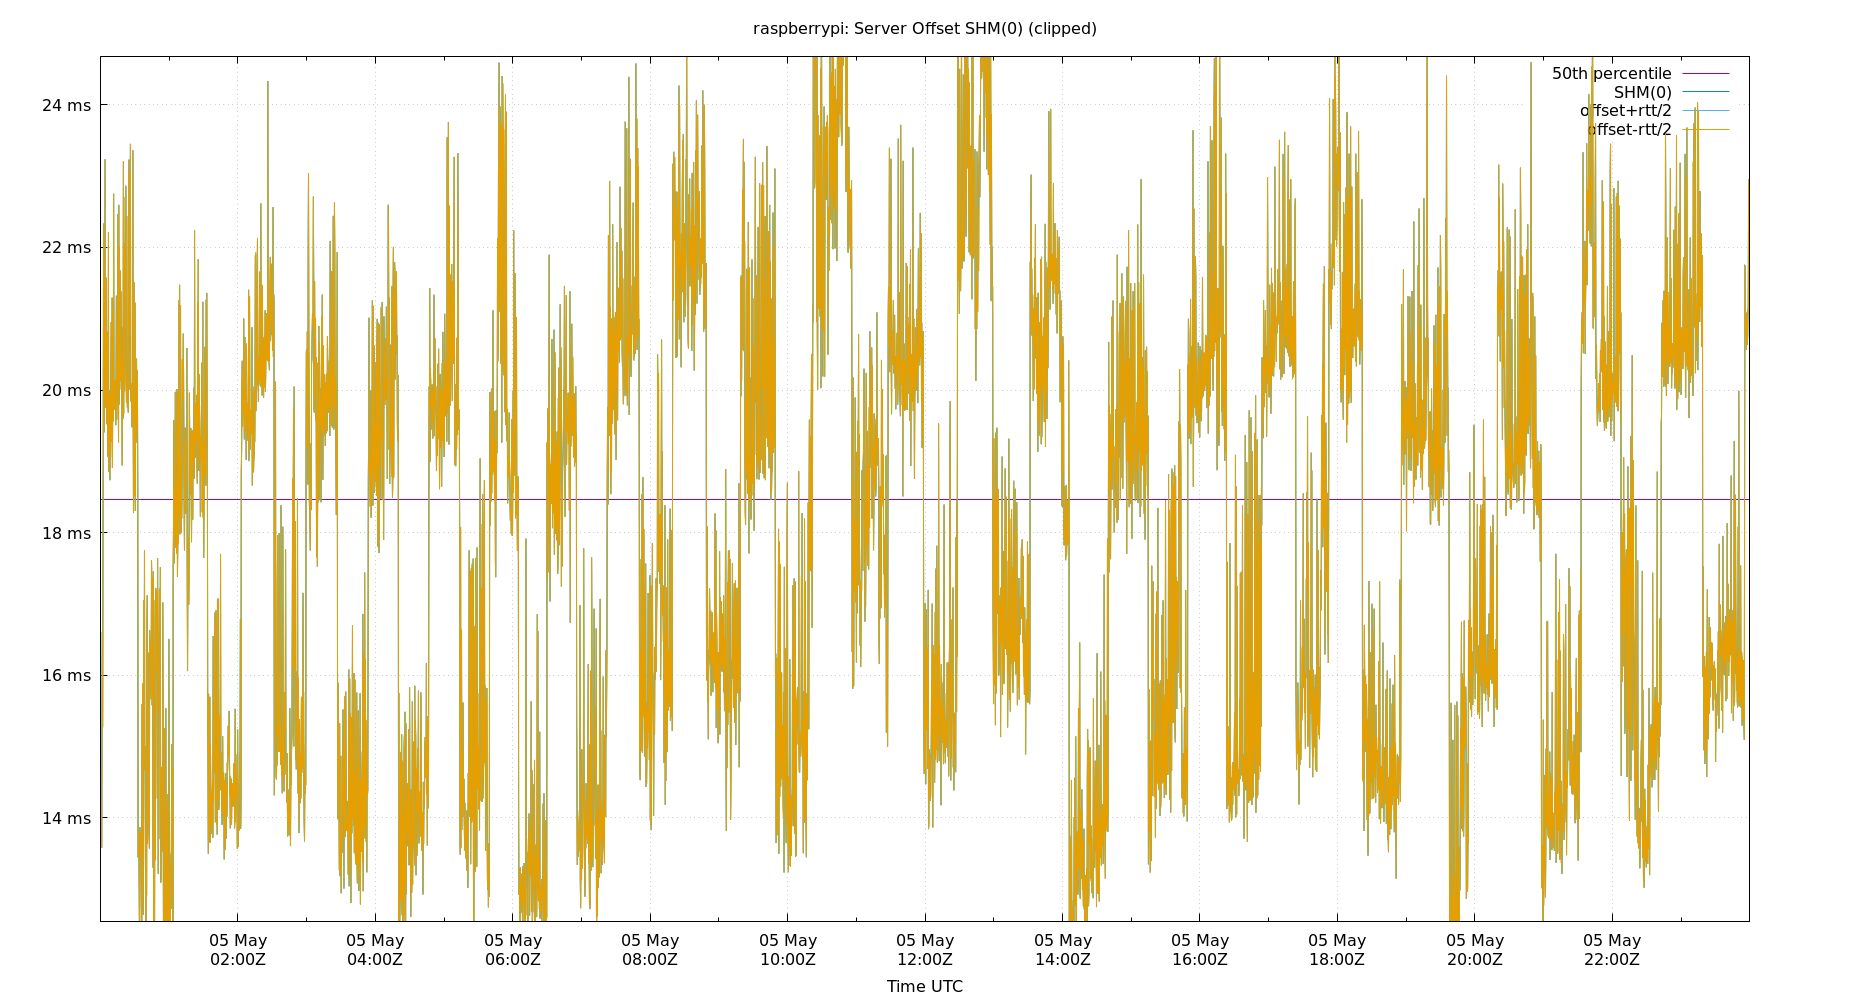 raspberrypi: Server Offset SHM(0) (clipped)
50th percentile
SHM(0)
offset+rtt/2
offset-rtt/2
24 ms
22 ms
20 ms
18 ms
16 ms
14 ms
05 May 05 May 05 May 05 May 05 May 05 May 05 May 05 May 05 May 05 May 05 May
02:00Z 04:00Z 06:00Z 08:00Z 10:00Z 12:00Z 14:00Z 16:00Z 18:00Z 20:00Z 22:00Z
Time UTC